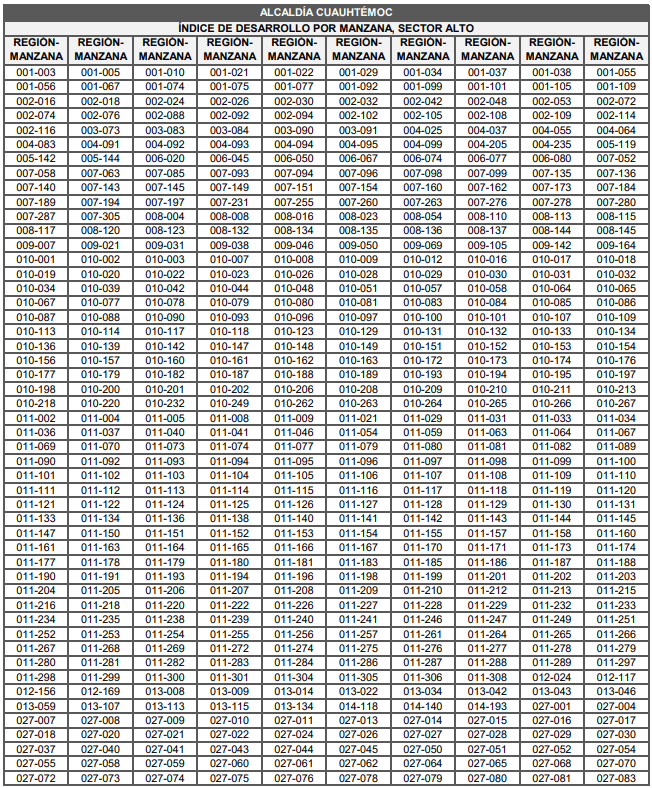 ALCALDÍA CUAUHTÉMOC
ÍNDICE DE DESARROLLO POR MANZANA, SECTOR ALTO
REGIÓN- REGIÓN- REGIÓN- REGIÓN- REGIÓN- REGIÓN- REGIÓN- REGIÓN- REGIÓN- REGIÓN-
MANZANA MANZANA MANZANA MANZANA MANZANA MANZANA MANZANA MANZANA MANZANA MANZANA
001-003 001-005 001-010 001-021 001-022 001-029 001-034 001-037 001-038 001-055
001-056 001-067 001-074 001-075 001-077 001-092 001-099 001-101 001-105 001-109
002-016 002-018 002-024 002-026 002-030 002-032 002-042 002-048 002-053 002-072
002-074 002-076 002-088 002-092 002-094 002-102 002-105 002-108 002-109 002-114
002-116 003-073 003-083 003-084 003-090 003-091 004-025 004-037 004-055 004-064
004-083 004-091 004-092 004-093 004-094 004-095 004-099 004-205 004-235 005-119
005-142 005-144 006-020 006-045 006-050 006-067 006-074 006-077 006-080 007-052
007-058 007-063 007-085 007-093 007-094 007-096 007-098 007-099 007-135 007-136
007-140 007-143 007-145 007-149 007-151 007-154 007-160 007-162 007-173 007-184
007-189 007-194 007-197 007-231 007-255 007-260 007-263 007-276 007-278 007-280
007-287 007-305 008-004 008-008 008-016 008-023 008-054 008-110 008-113 008-115
008-117 008-120 008-123 008-132 008-134 008-135 008-136 008-137 008-144 008-145
009-007 009-021 009-031 009-038 009-046 009-050 009-069 009-105 009-142 009-164
010-001 010-002 010-003 010-007 010-008 010-009 010-012 010-016 010-017 010-018
010-019 010-020 010-022 010-023 010-026 010-028 010-029 010-030 010-031 010-032
010-034 010-039 010-042 010-044 010-048 010-051 010-057 010-058 010-064 010-065
010-067 010-077 010-078 010-079 010-080 010-081 010-083 010-084 010-085 010-086
010-087 010-088 010-090 010-093 010-096 010-097 010-100 010-101 010-107 010-109
010-113 010-114 010-117 010-118 010-123 010-129 010-131 010-132 010-133 010-134
010-136 010-139 010-142 010-147 010-148 010-149 010-151 010-152 010-153 010-154
010-156 010-157 010-160 010-161 010-162 010-163 010-172 010-173 010-174 010-176
010-177 010-179 010-182 010-187 010-188 010-189 010-193 010-194 010-195 010-197
010-198 010-200 010-201 010-202 010-206 010-208 010-209 010-210 010-211 010-213
010-218 010-220 010-232 010-249 010-262 010-263 010-264 010-265 010-266 010-267
011-002 011-004 011-005 011-008 011-009 011-021 011-029 011-031 011-033 011-034
011-036 011-037 011-040 011-041 011-046 011-054 011-059 011-063 011-064 011-067
011-069 011-070 011-073 011-074 011-077 011-079 011-080 011-081 011-082 011-089
011-090 011-092 011-093 011-094 011-095 011-096 011-097 011-098 011-099 011-100
011-101 011-102 011-103 011-104 011-105 011-106 011-107 011-108 011-109 011-110
011-111 011-112 011-113 011-114 011-115 011-116 011-117 011-118 011-119 011-120
011-121 011-122 011-124 011-125 011-126 011-127 011-128 011-129 011-130 011-131
011-133 011-134 011-136 011-138 011-140 011-141 011-142 011-143 011-144 011-145
011-147 011-150 011-151 011-152 011-153 011-154 011-155 011-157 011-158 011-160
011-161 011-163 011-164 011-165 011-166 011-167 011-170 011-171 011-173 011-174
011-177 011-178 011-179 011-180 011-181 011-183 011-185 011-186 011-187 011-188
011-190 011-191 011-193 011-194 011-196 011-198 011-199 011-201 011-202 011-203
011-204 011-205 011-206 011-207 011-208 011-209 011-210 011-212 011-213 011-215
011-216 011-218 011-220 011-222 011-226 011-227 011-228 011-229 011-232 011-233
011-234 011-235 011-238 011-239 011-240 011-241 011-246 011-247 011-249 011-251
011-252 011-253 011-254 011-255 011-256 011-257 011-261 011-264 011-265 011-266
011-267 011-268 011-269 011-272 011-274 011-275 011-276 011-277 011-278 011-279
011-280 011-281 011-282 011-283 011-284 011-286 011-287 011-288 011-289 011-297
011-298 011-299 011-300 011-301 011-304 011-305 011-306 011-308 012-024 012-117
012-156 012-169 013-008 013-009 013-014 013-022 013-034 013-042 013-043 013-046
013-059 013-107 013-113 013-115 013-134 014-118 014-140 014-193 027-001 027-004
027-007 027-008 027-009 027-010 027-011 027-013 027-014 027-015 027-016 027-017
027-018 027-020 027-021 027-022 027-024 027-026 027-027 027-028 027-029 027-030
027-037 027-040 027-041 027-043 027-044 027-045 027-050 027-051 027-052 027-054
027-055 027-058 027-059 027-060 027-061 027-062 027-064 027-065 027-068 027-070
027-072 027-073 027-074 027-075 027-076 027-078 027-079 027-080 027-081 027-083